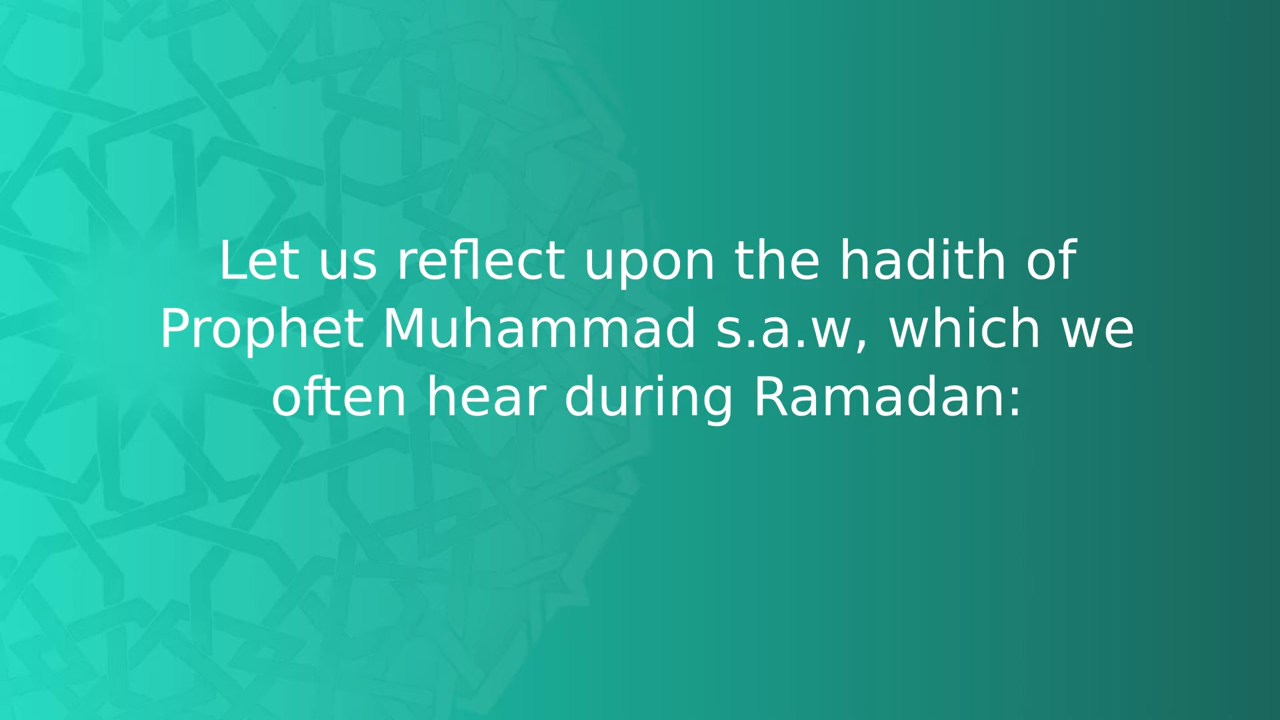 Let us reflect upon the hadith of
Prophet Muhammad s.a.w, which we
often hear during Ramadan: